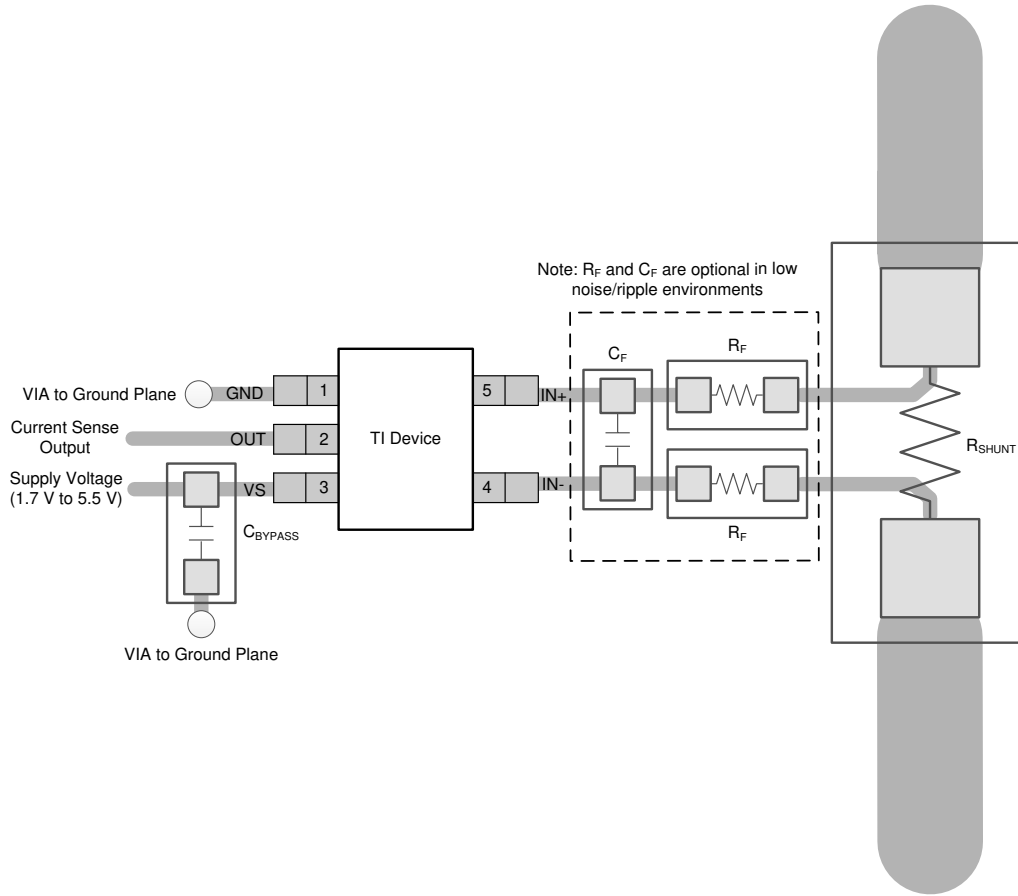 Note: RF and CF are optional in low
noise/ripple environments
CF
RF
VIA to Ground Plane
GND
1
5
IN+
Current Sense
Output
OUT
2
TI Device
RSHUNT
Supply Voltage
(1.7 V to 5.5 V)
VS
3
4
IN-
CBYPASS
RF
VIA to Ground Plane